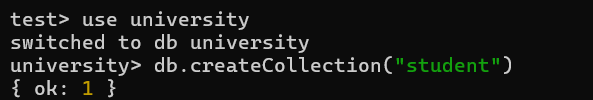 test> use university
switched to db university
university> db.createCollection("student")
{ ok: 1 }